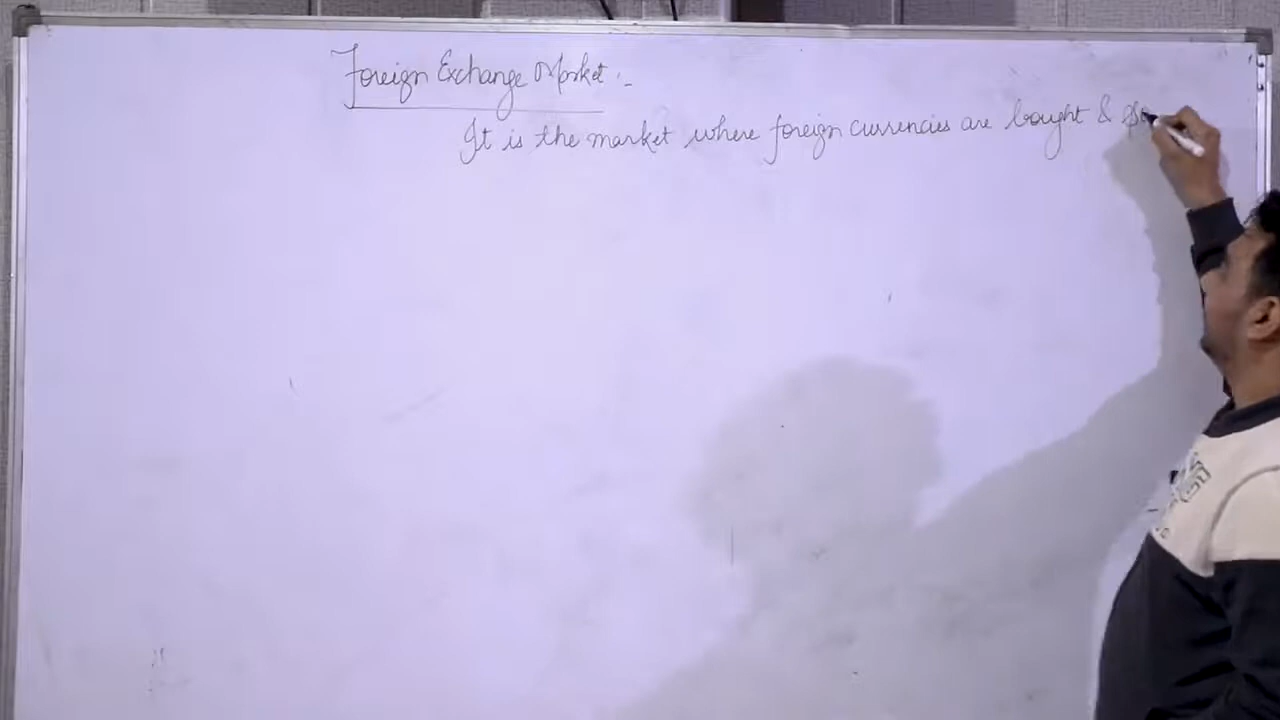 Foreign Exchange Market :-
It is the market where foreign currencies are bought &